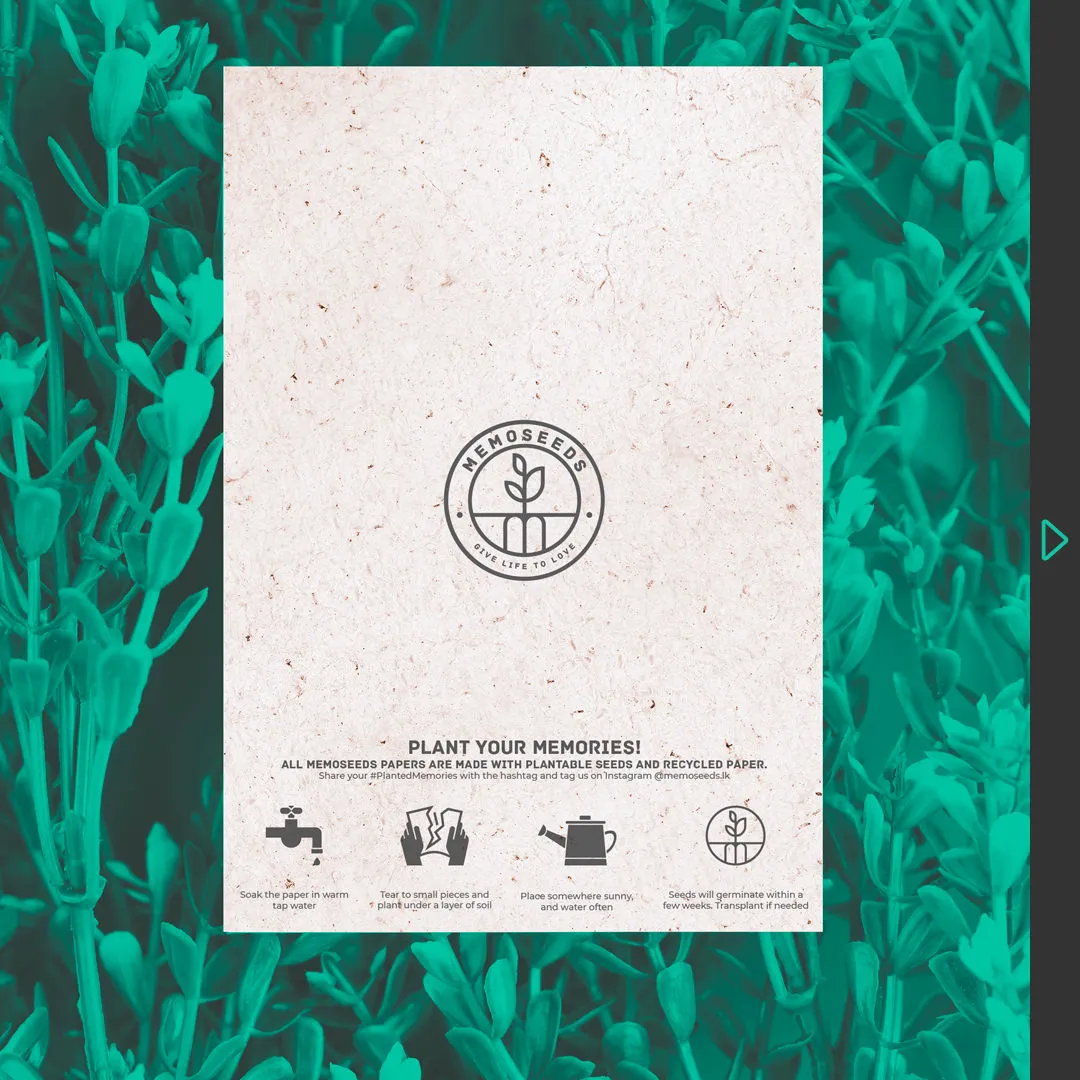 MEMOSEEDS
GIVE LIFE TO LOVE
PLANT YOUR MEMORIES!
ALL MEMOSEEDS PAPERS ARE MADE WITH PLANTABLE SEEDS AND RECYCLED PAPER.
Share your #PlantedMemories with the hashtag and tag us on Instagram @memoseeds.lk
Soak the paper in warm
tap water
Tear to small pieces and
plant under a layer of soil
Place somewhere sunny,
and water often
Seeds will germinate within a
few weeks. Transplant if needed